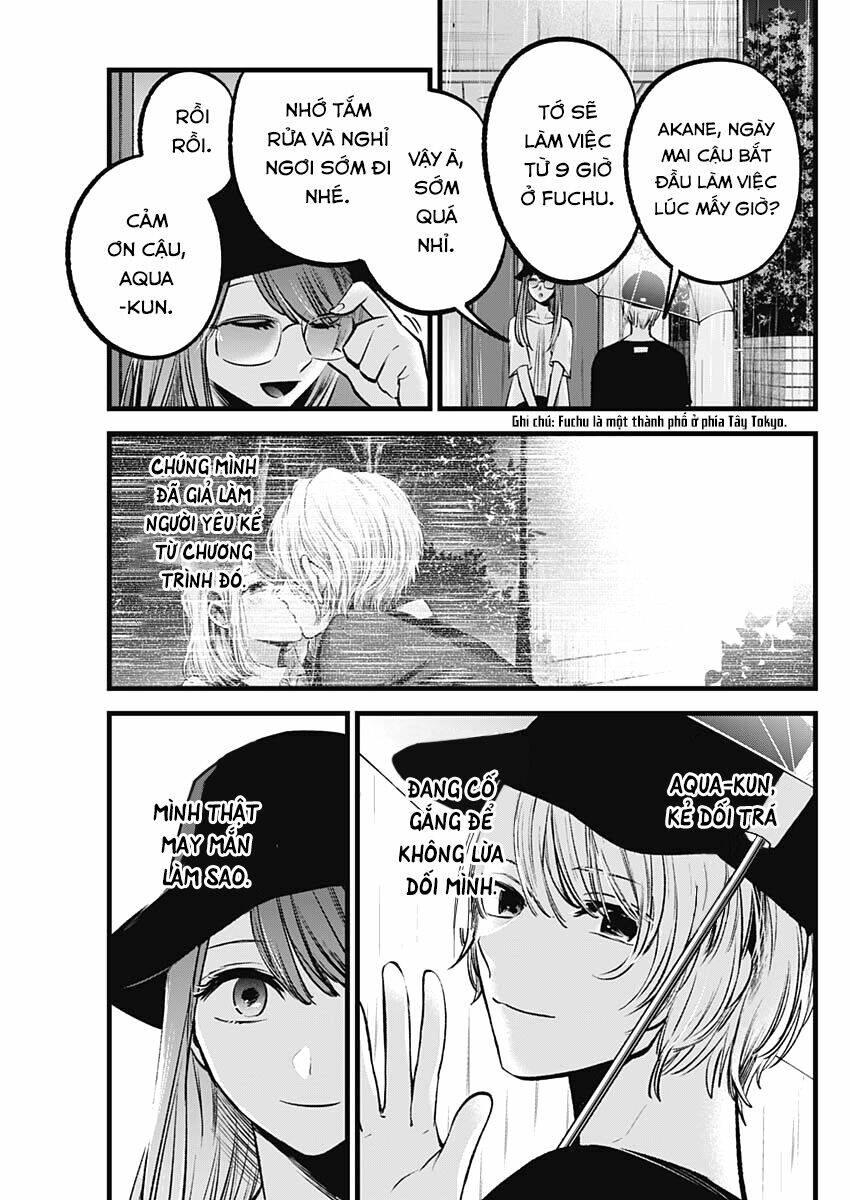 AKANE, NGÀY
MAI CẬU BẮT
ĐẦU LÀM VIỆC
LÚC MẤY GIỜ?
TỚ SẼ
LÀM VIỆC
TỪ 9 GIỜ
Ở FUCHU.
VẬY À,
SỚM
QUÁ
NHỈ.
NHỚ TẮM
RỬA VÀ NGHỈ
NGƠI SỚM ĐI
NHÉ.
RỒI
RỒI.
CẢM
ƠN CẬU,
AQUA
-KUN.
Ghi chú: Fuchu là một thành phố ở phía Tây Tokyo.
CHÚNG MÌNH
ĐÃ GIẢ LÀM
NGƯỜI YÊU KỂ
TỪ CHƯƠNG
TRÌNH ĐÓ.
AQUA-KUN,
KẺ DỐI TRÁ
ĐANG CỐ
GẮNG ĐỂ
KHÔNG LỪA
DỐI MÌNH.
MÌNH THẬT
MAY MẮN
LÀM SAO.